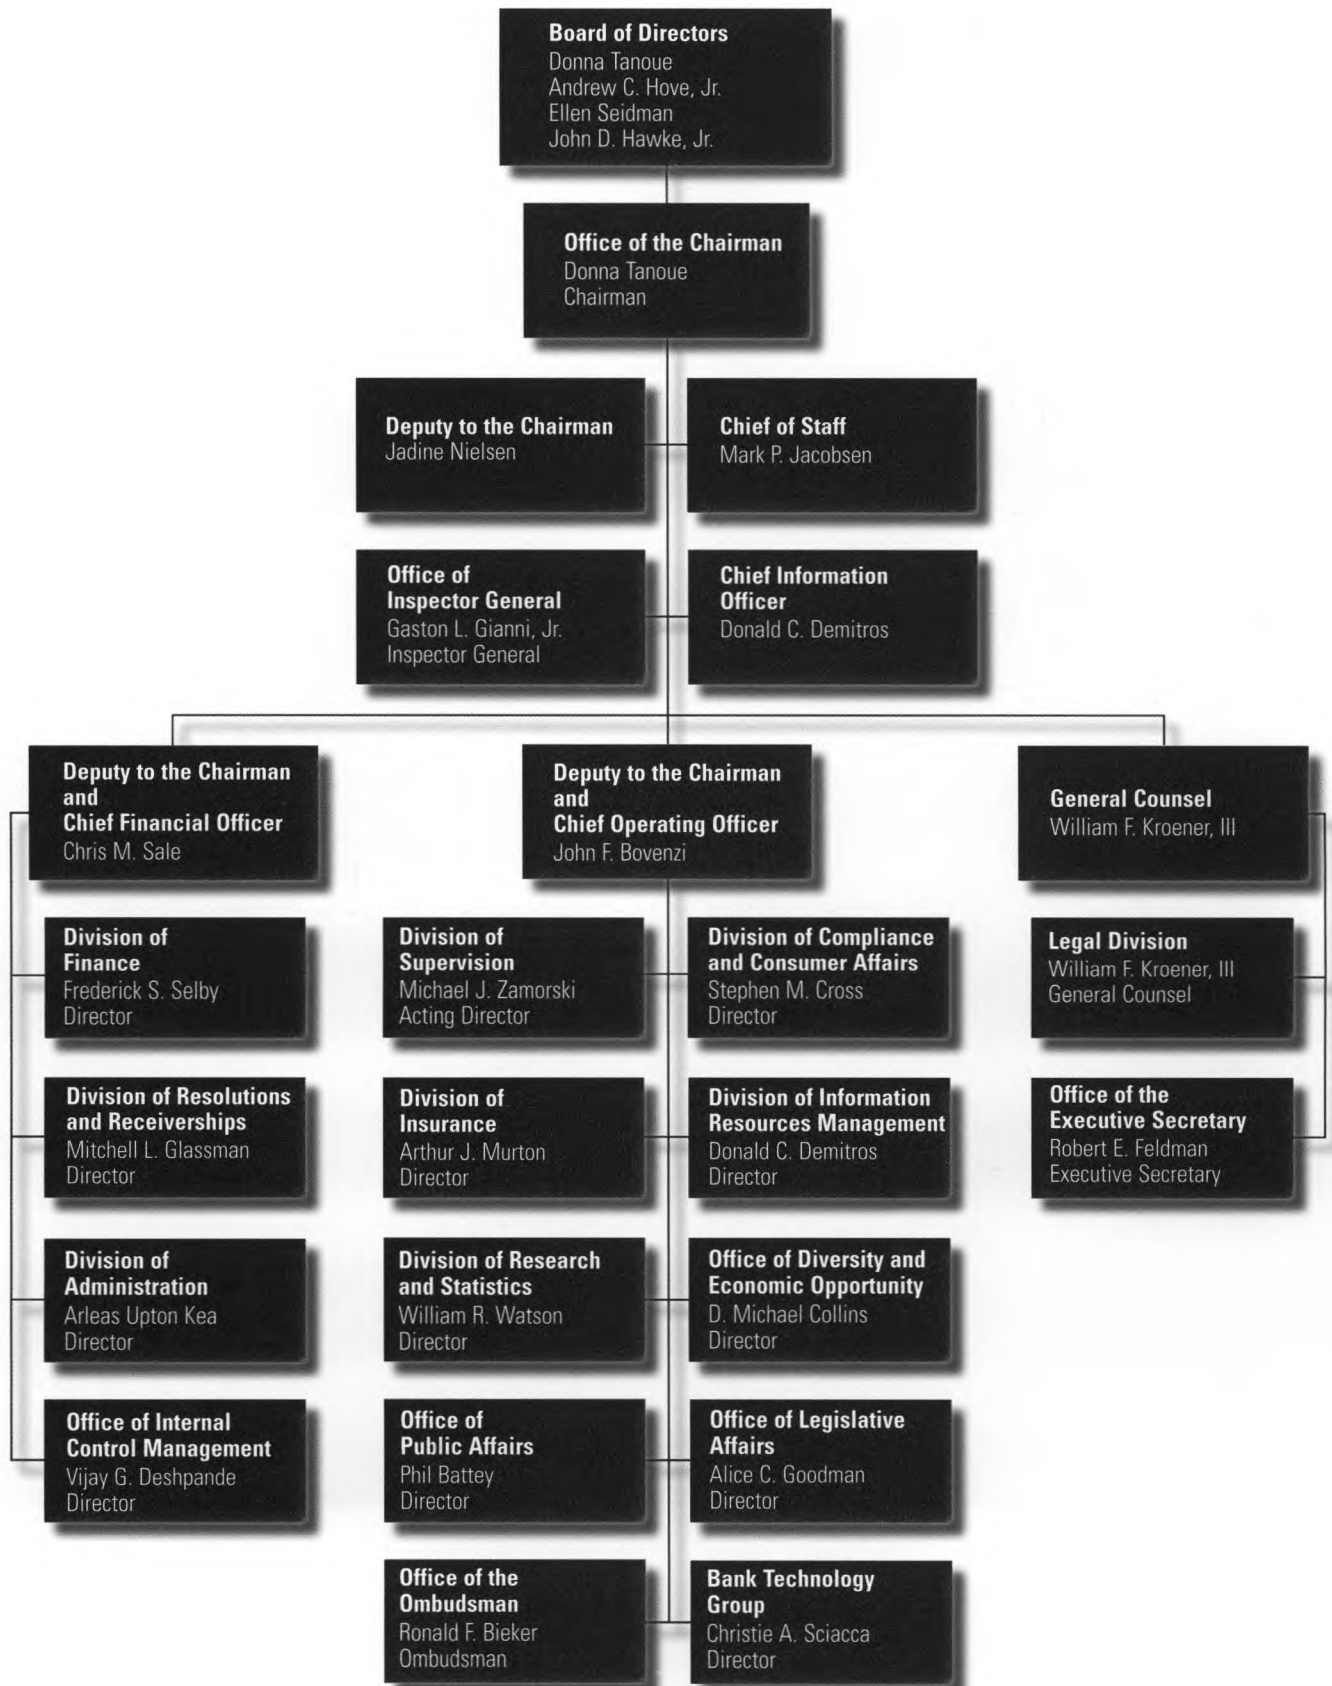 Board of Directors
Donna Tanoue
Andrew C. Hove, Jr.
Ellen Seidman
John D. Hawke, Jr.
Office of the Chairman
Donna Tanoue
Chairman
Deputy to the Chairman
Jadine Nielsen
Chief of Staff
Mark P. Jacobsen
Office of
Inspector General
Gaston L. Gianni, Jr.
Inspector General
Chief Information
Officer
Donald C. Demitros
Deputy to the Chairman
and
Chief Financial Officer
Chris M. Sale
Deputy to the Chairman
and
Chief Operating Officer
John F. Bovenzi
General Counsel
William F. Kroener, III
Division of
Finance
Frederick S. Selby
Director
Division of
Supervision
Michael J. Zamorski
Acting Director
Division of Compliance
and Consumer Affairs
Stephen M. Cross
Director
Legal Division
William F. Kroener, III
General Counsel
Division of Resolutions
and Receiverships
Mitchell L. Glassman
Director
Division of
Insurance
Arthur J. Murton
Director
Division of Information
Resources Management
Donald C. Demitros
Director
Office of the
Executive Secretary
Robert E. Feldman
Executive Secretary
Division of
Administration
Arleas Upton Kea
Director
Division of Research
and Statistics
William R. Watson
Director
Office of Diversity and
Economic Opportunity
D. Michael Collins
Director
Office of Internal
Control Management
Vijay G. Deshpande
Director
Office of
Public Affairs
Phil Battey
Director
Office of Legislative
Affairs
Alice C. Goodman
Director
Office of the
Ombudsman
Ronald F. Bieker
Ombudsman
Bank Technology
Group
Christie A. Sciacca
Director